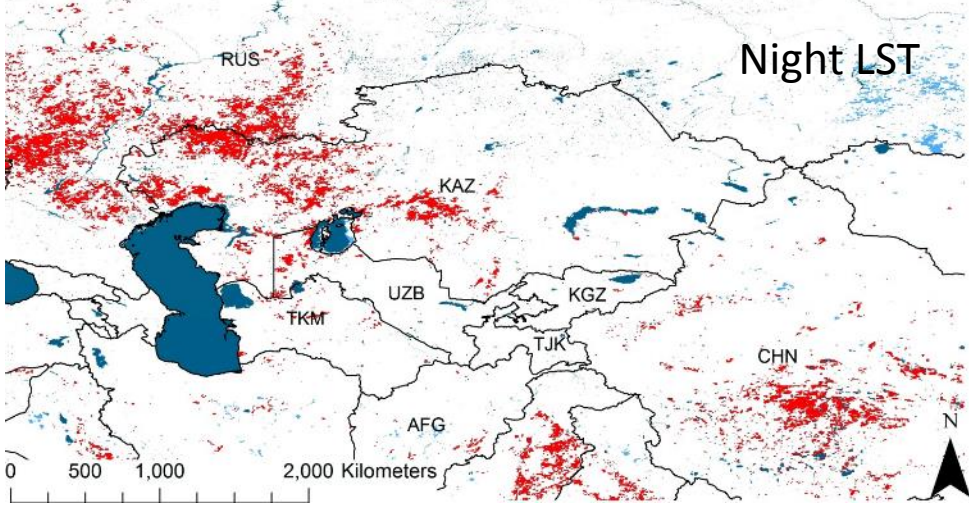 Night LST
RUS
KAZ
UZB
KGZ
TKM
TJK
CHN
AFG
N
0 500 1,000 2,000 Kilometers